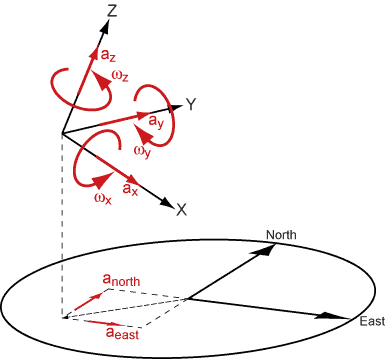 Z
a_z
ω_z
Y
a_y
ω_y
a_x
ω_x
X
North
a_north
a_east
East